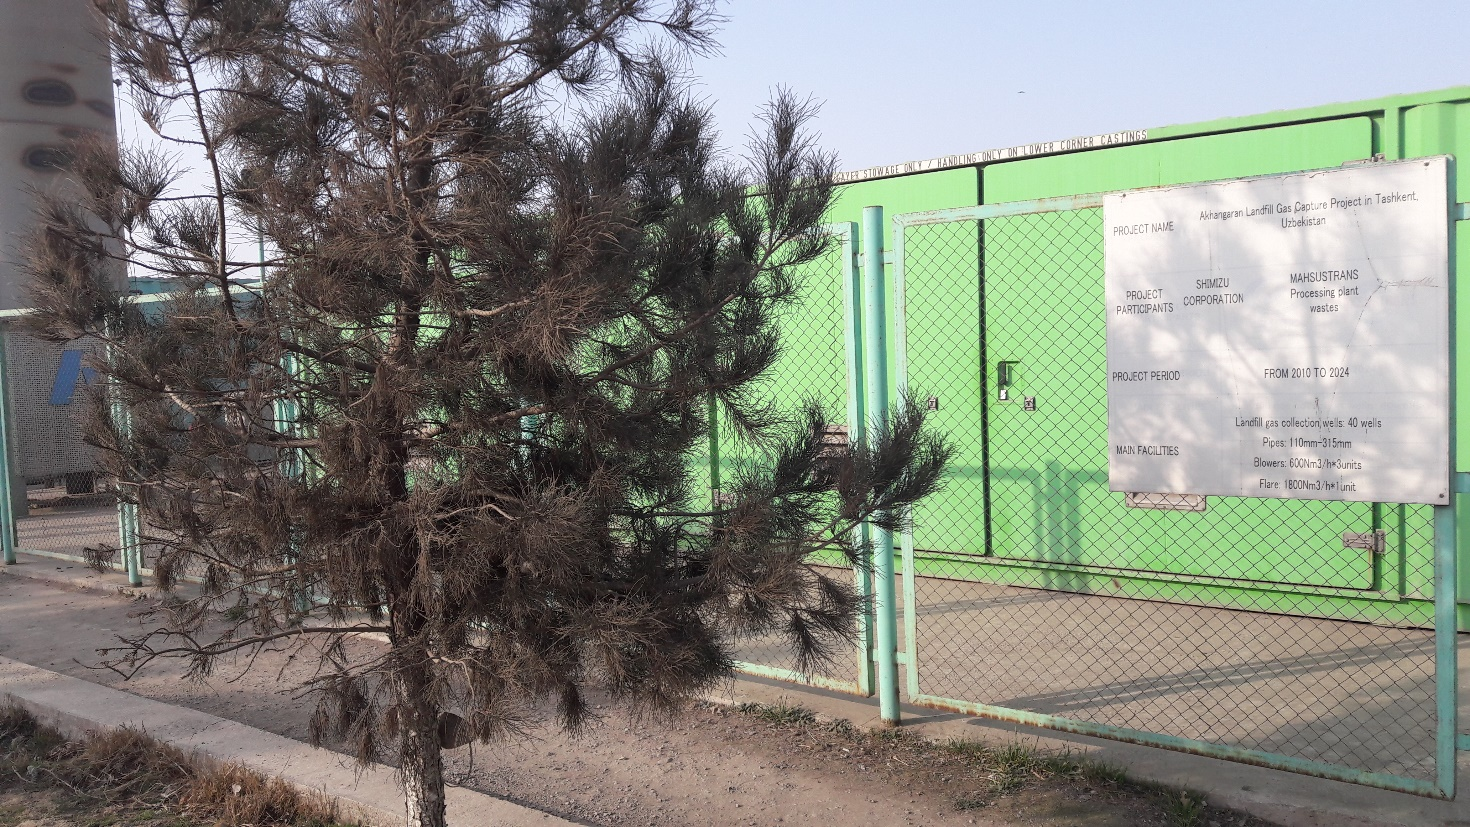 LAYER STOWAGE ONLY / HANDLING ONLY ON LOWER CORNER CASTINGS
PROJECT NAME
Akhangaran Landfill Gas Capture Project in Tashkent,
Uzbekistan
PROJECT
PARTICIPANTS
SHIMIZU
CORPORATION
MAHSUSTRANS
Processing plant
wastes
PROJECT PERIOD
FROM 2010 TO 2024
MAIN FACILITIES
Landfill gas collection wells: 40 wells
Pipes: 110mm-315mm
Blowers: 600Nm3/h*3units
Flare: 1800Nm3/h*1unit